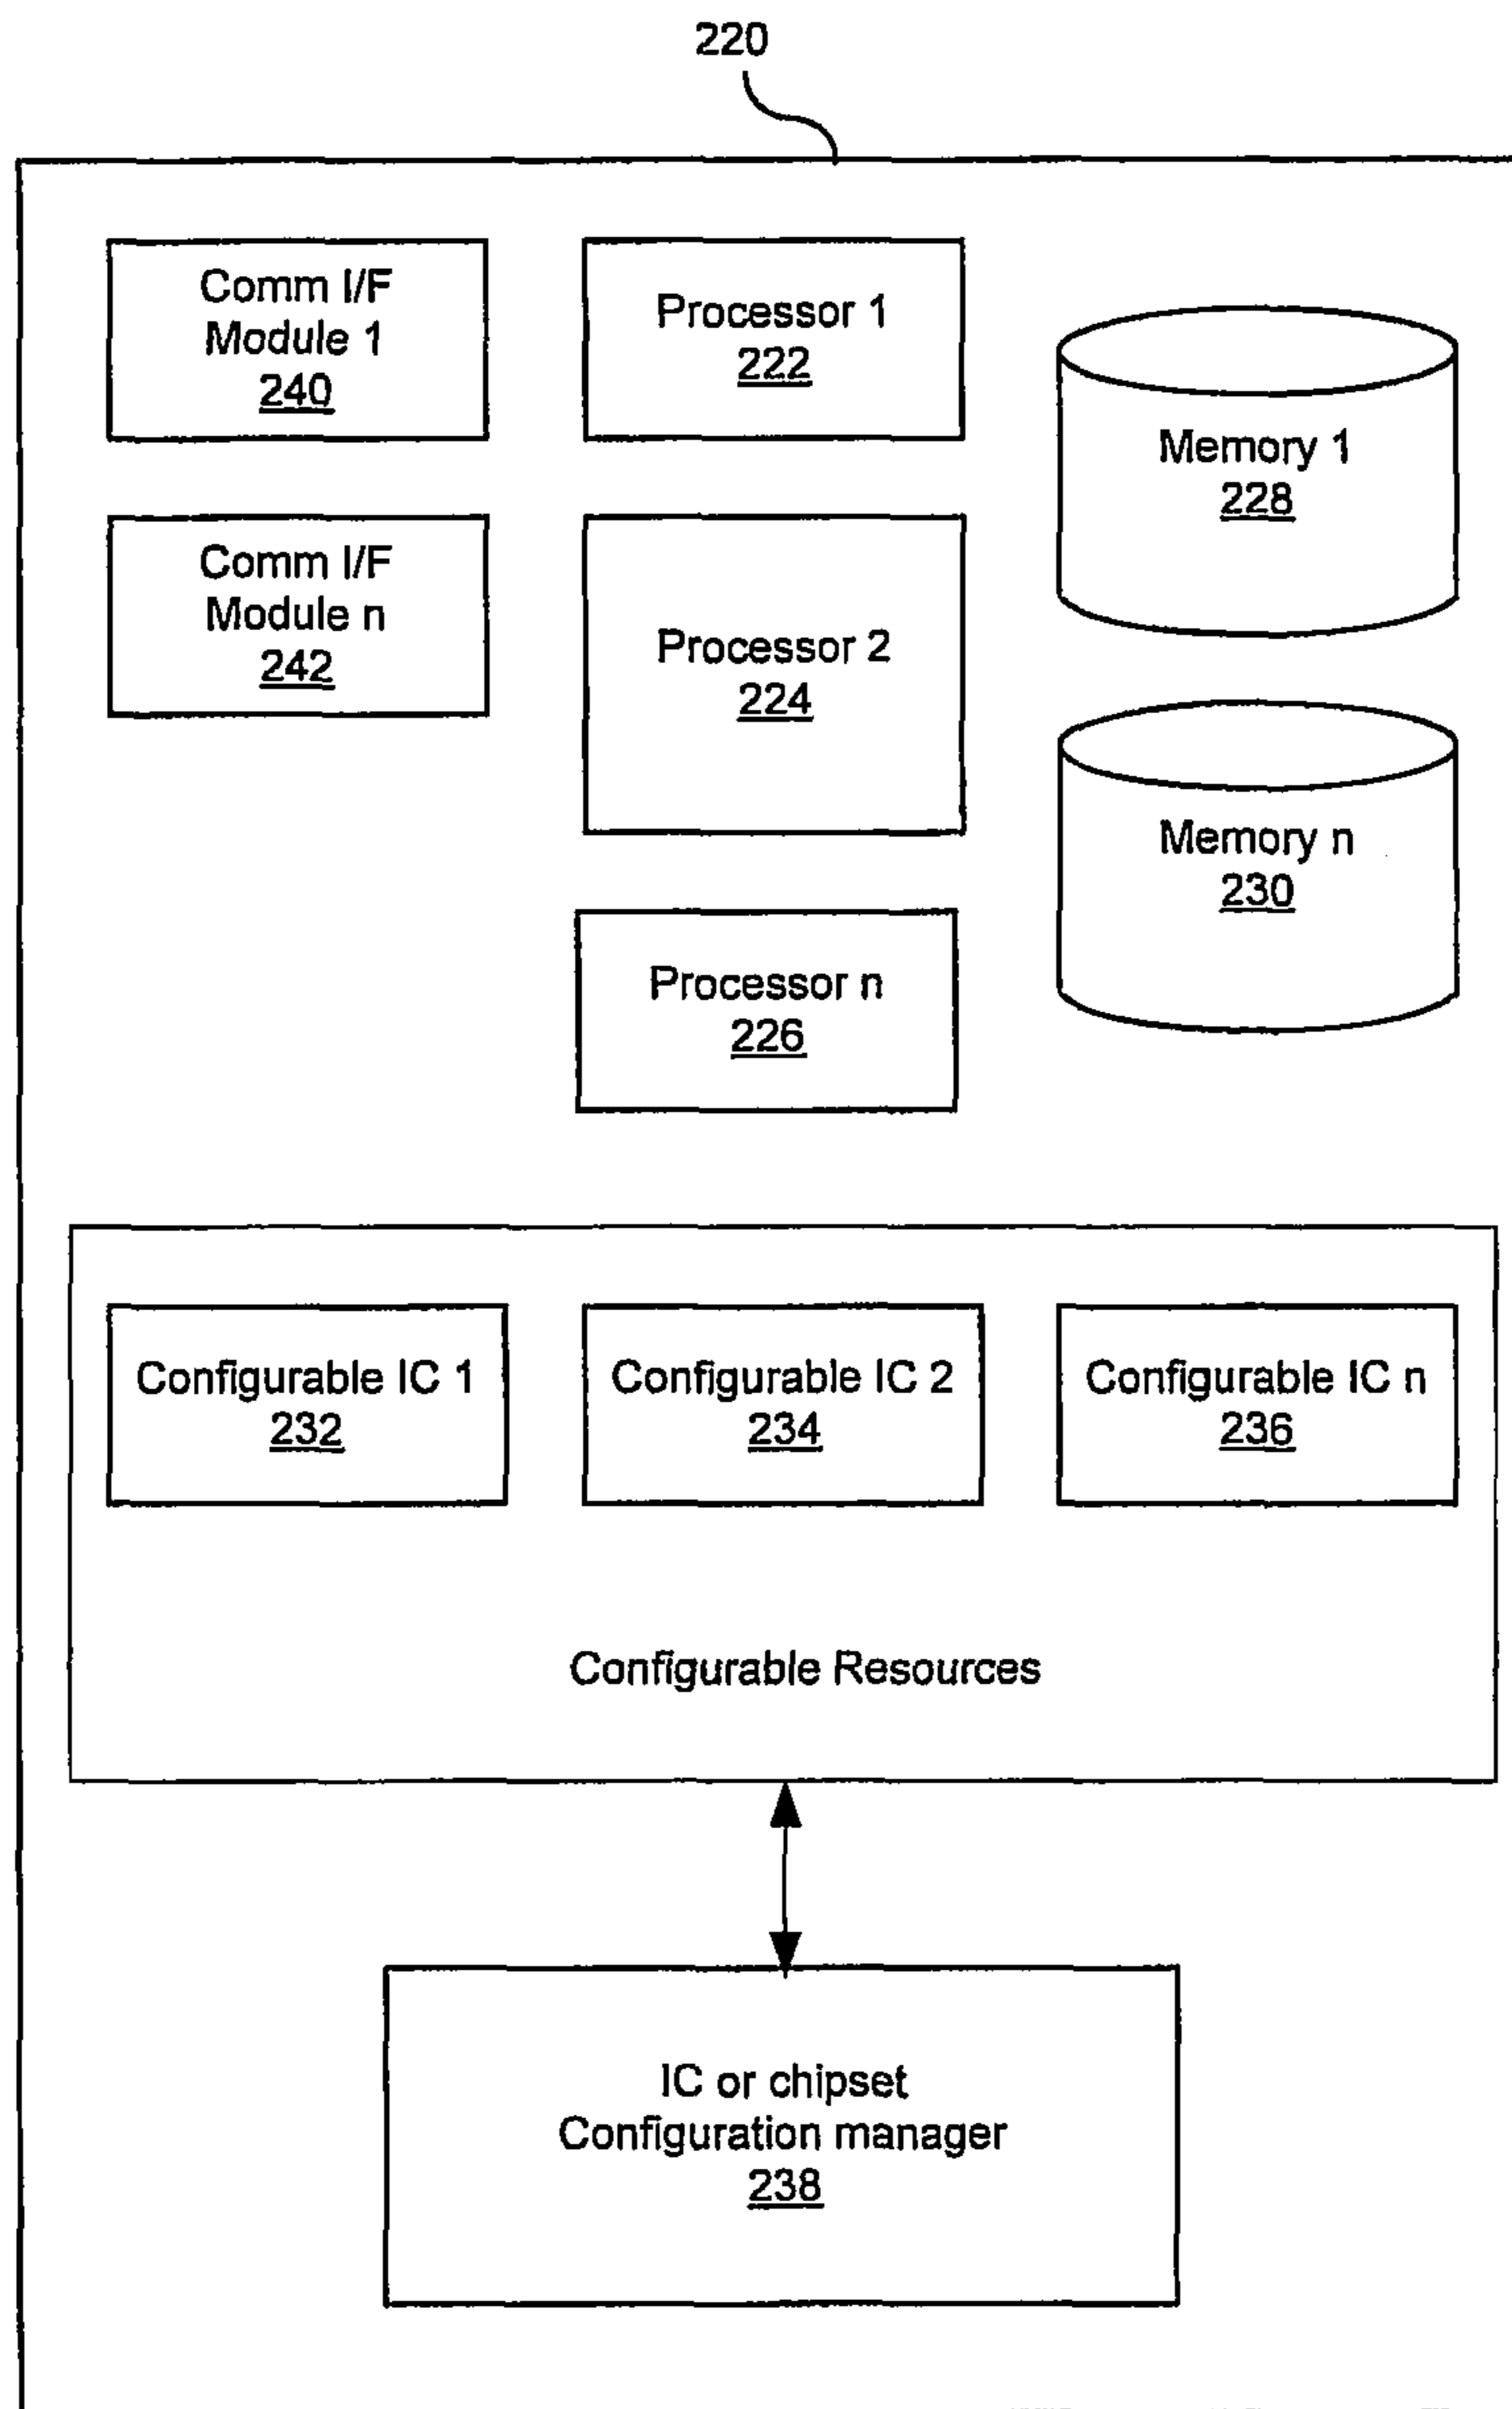 220
Comm I/F
Module 1
240
Processor 1
222
Memory 1
228
Comm I/F
Module n
242
Processor 2
224
Memory n
230
Processor n
226
Configurable IC 1
232
Configurable IC 2
234
Configurable IC n
236
Configurable Resources
IC or chipset
Configuration manager
238